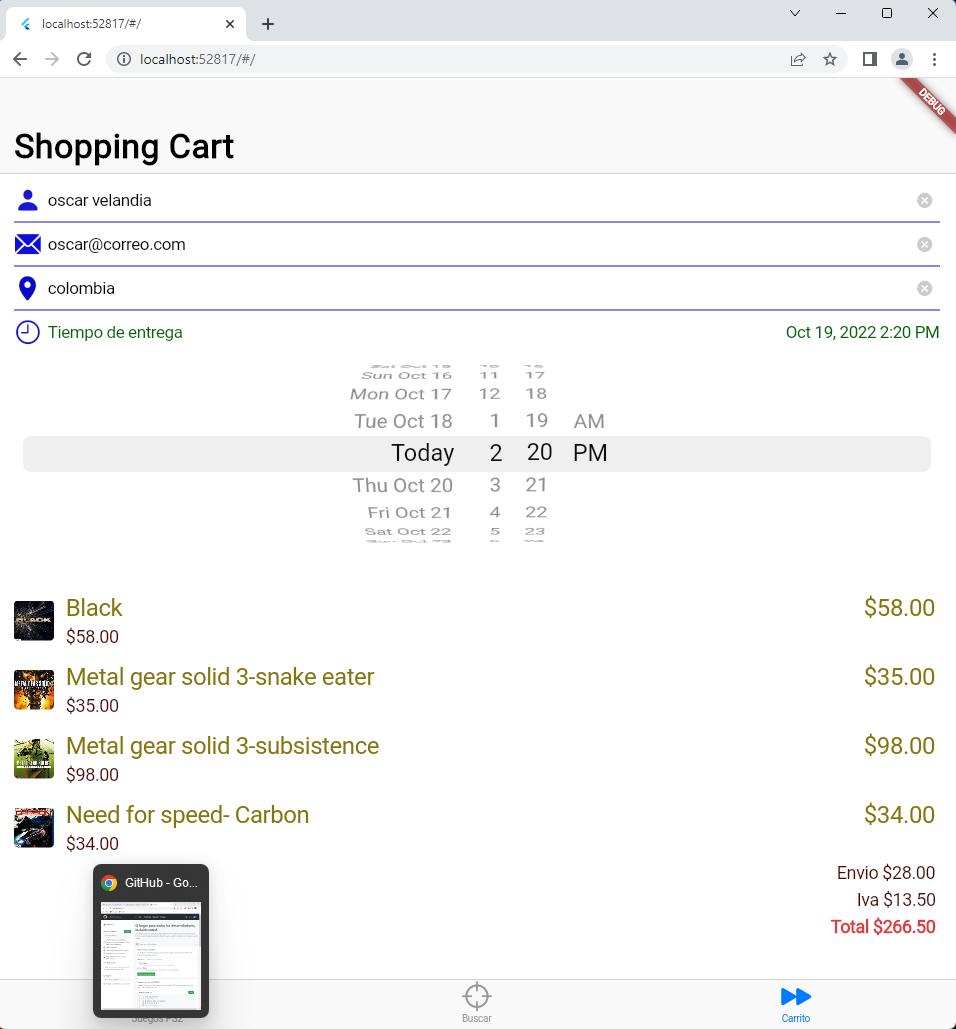 localhost:52817/#/
localhost:52817/#/
DEBUG
Shopping Cart
oscar velandia
oscar@correo.com
colombia
Tiempo de entrega Oct 19, 2022 2:20 PM
Sun Oct 16 11 17
Mon Oct 17 12 18
Tue Oct 18 1 19 AM
Today 2 20 PM
Thu Oct 20 3 21
Fri Oct 21 4 22
Sat Oct 22 5 23
Black $58.00
$58.00
Metal gear solid 3-snake eater $35.00
$35.00
Metal gear solid 3-subsistence $98.00
$98.00
Need for speed- Carbon $34.00
$34.00
Envio $28.00
Iva $13.50
Total $266.50
GitHub - Go...
Juegos PS2
Buscar
Carrito